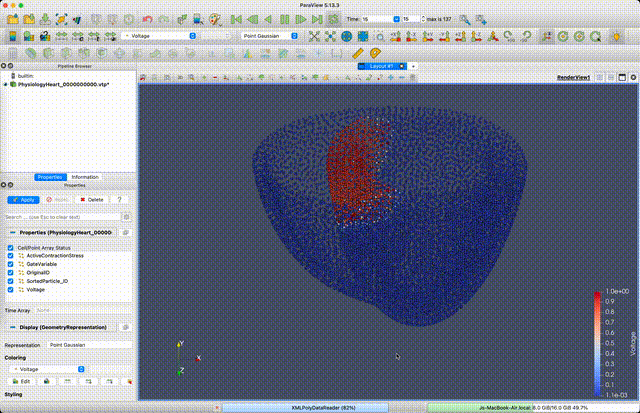 ParaView 5.13.3
Time: 15
15
max is 137
Voltage
Point Gaussian
Pipeline Browser
Layout #1
builtin:
RenderView1
PhysiologyHeart_0000000000.vtp*
Properties
Information
Properties
Apply
Reset
Delete
?
Search ... (use Esc to clear text)
Properties (PhysiologyHeart_00000
Cell/Point Array Status
ActiveContractionStress
GateVariable
OriginalID
SortedParticle_ID
Voltage
Time Array
None
Display (GeometryRepresentation)
Representation
Point Gaussian
Coloring
Voltage
Edit
Styling
1.0e+00
0.9
0.8
0.7
0.6
0.5
0.4
0.3
0.2
0.1
1.1e-03
Voltage
Y
X
Z
XMLPolyDataReader (82%)
Js-MacBook-Air.local: 8.0 GiB/16.0 GiB 49.7%